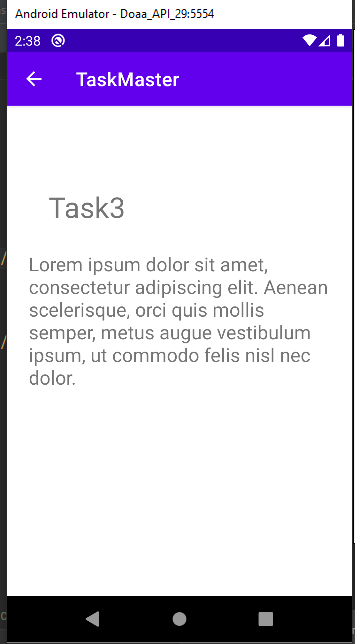 Android Emulator - Doaa_API_29:5554
2:38
TaskMaster
Task3
Lorem ipsum dolor sit amet,
consectetur adipiscing elit. Aenean
scelerisque, orci quis mollis
semper, metus augue vestibulum
ipsum, ut commodo felis nisl nec
dolor.